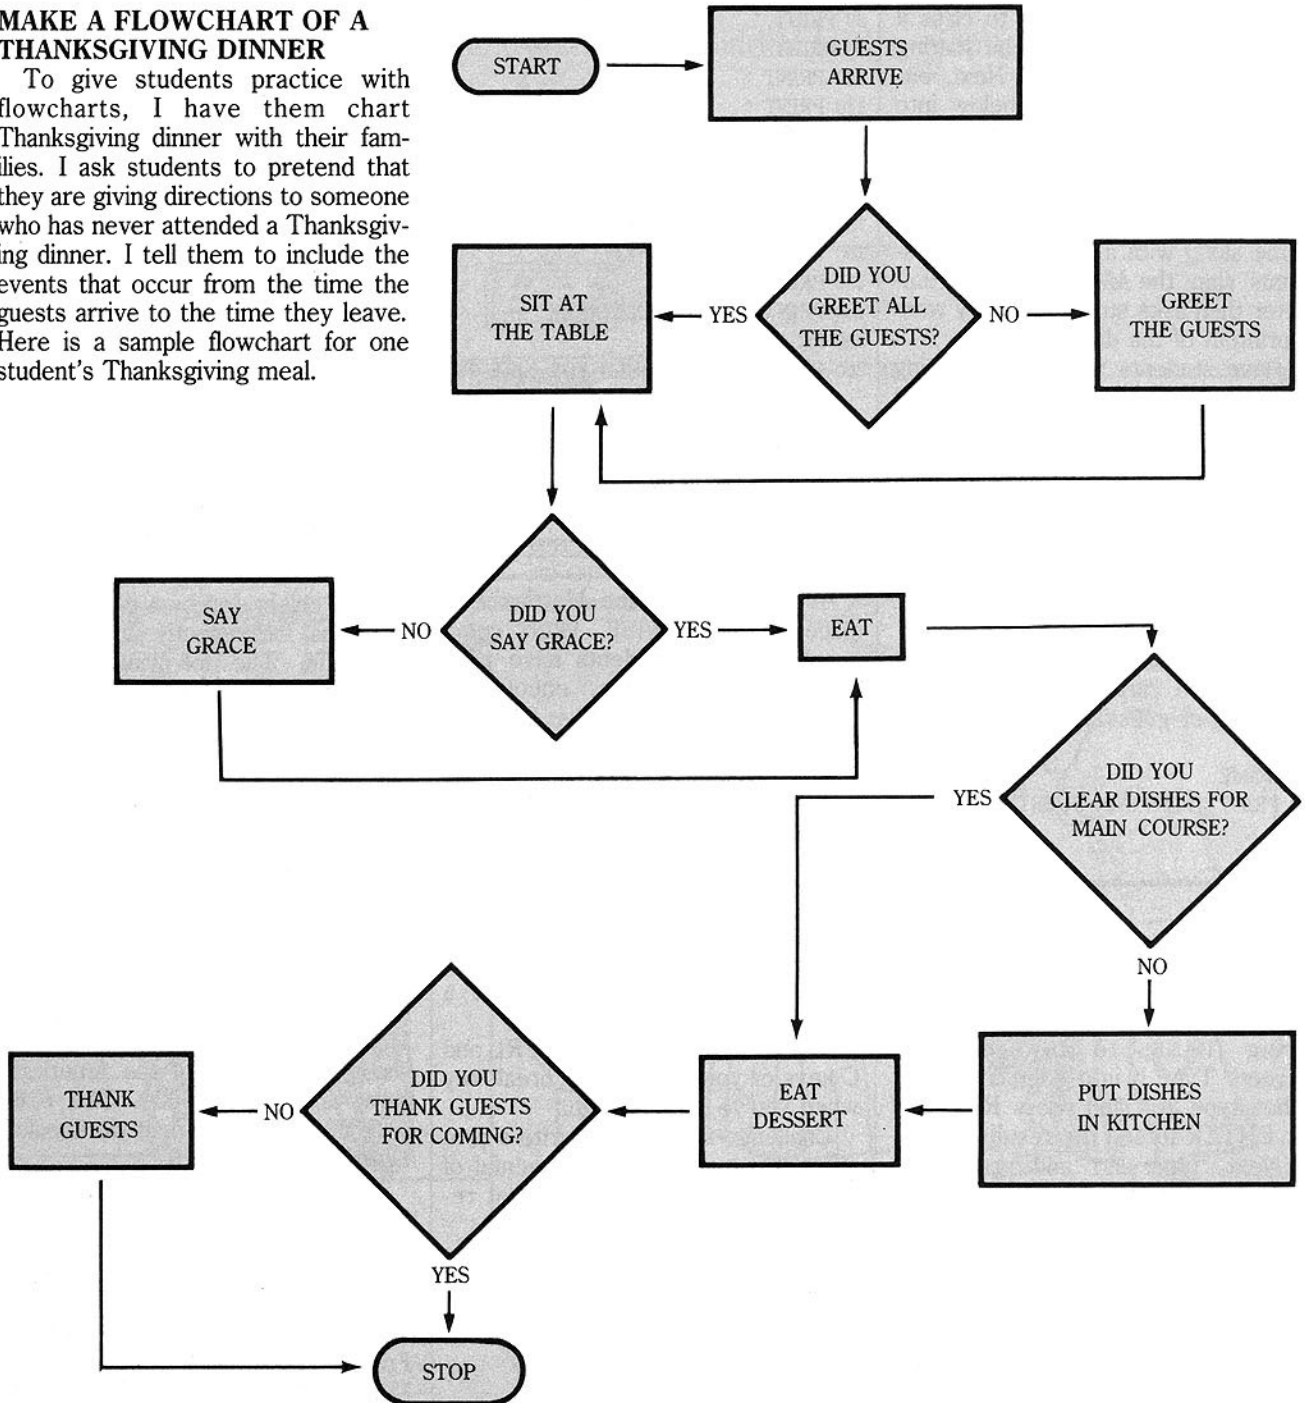 MAKE A FLOWCHART OF A
THANKSGIVING DINNER
To give students practice with
flowcharts, I have them chart
Thanksgiving dinner with their fam-
ilies. I ask students to pretend that
they are giving directions to someone
who has never attended a Thanksgiv-
ing dinner. I tell them to include the
events that occur from the time the
guests arrive to the time they leave.
Here is a sample flowchart for one
student's Thanksgiving meal.
START
GUESTS
ARRIVE
DID YOU
GREET ALL
THE GUESTS?
YES
NO
SIT AT
THE TABLE
GREET
THE GUESTS
DID YOU
SAY GRACE?
NO
YES
SAY
GRACE
EAT
DID YOU
CLEAR DISHES FOR
MAIN COURSE?
YES
NO
PUT DISHES
IN KITCHEN
EAT
DESSERT
DID YOU
THANK GUESTS
FOR COMING?
NO
THANK
GUESTS
YES
STOP